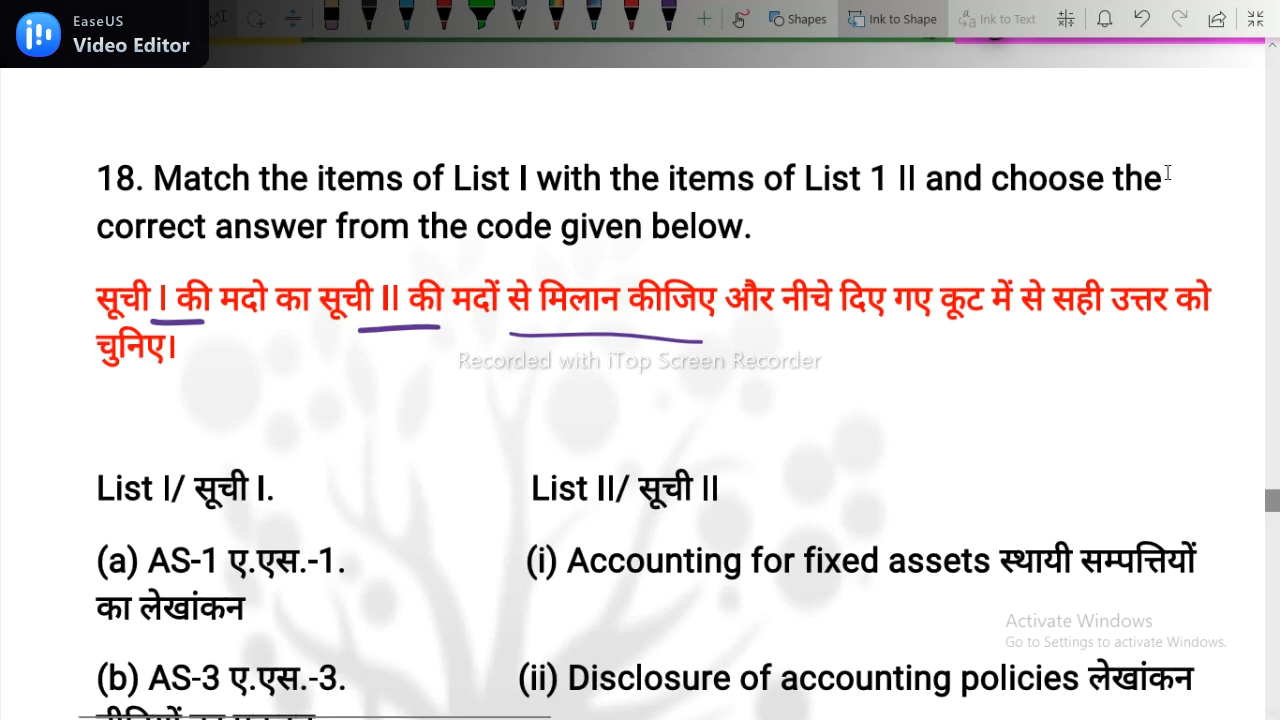 EaseUS
Video Editor
Shapes
Ink to Shape
Ink to Text
18. Match the items of List I with the items of List 1 II and choose the
correct answer from the code given below.
सूची I की मदो का सूची II की मदों से मिलान कीजिए और नीचे दिए गए कूट में से सही उत्तर को
चुनिए।
Recorded with iTop Screen Recorder
List I/ सूची I. List II/ सूची II
(a) AS-1 ए.एस.-1. (i) Accounting for fixed assets स्थायी सम्पत्तियों
का लेखांकन
Activate Windows
Go to Settings to activate Windows.
(b) AS-3 ए.एस.-3. (ii) Disclosure of accounting policies लेखांकन